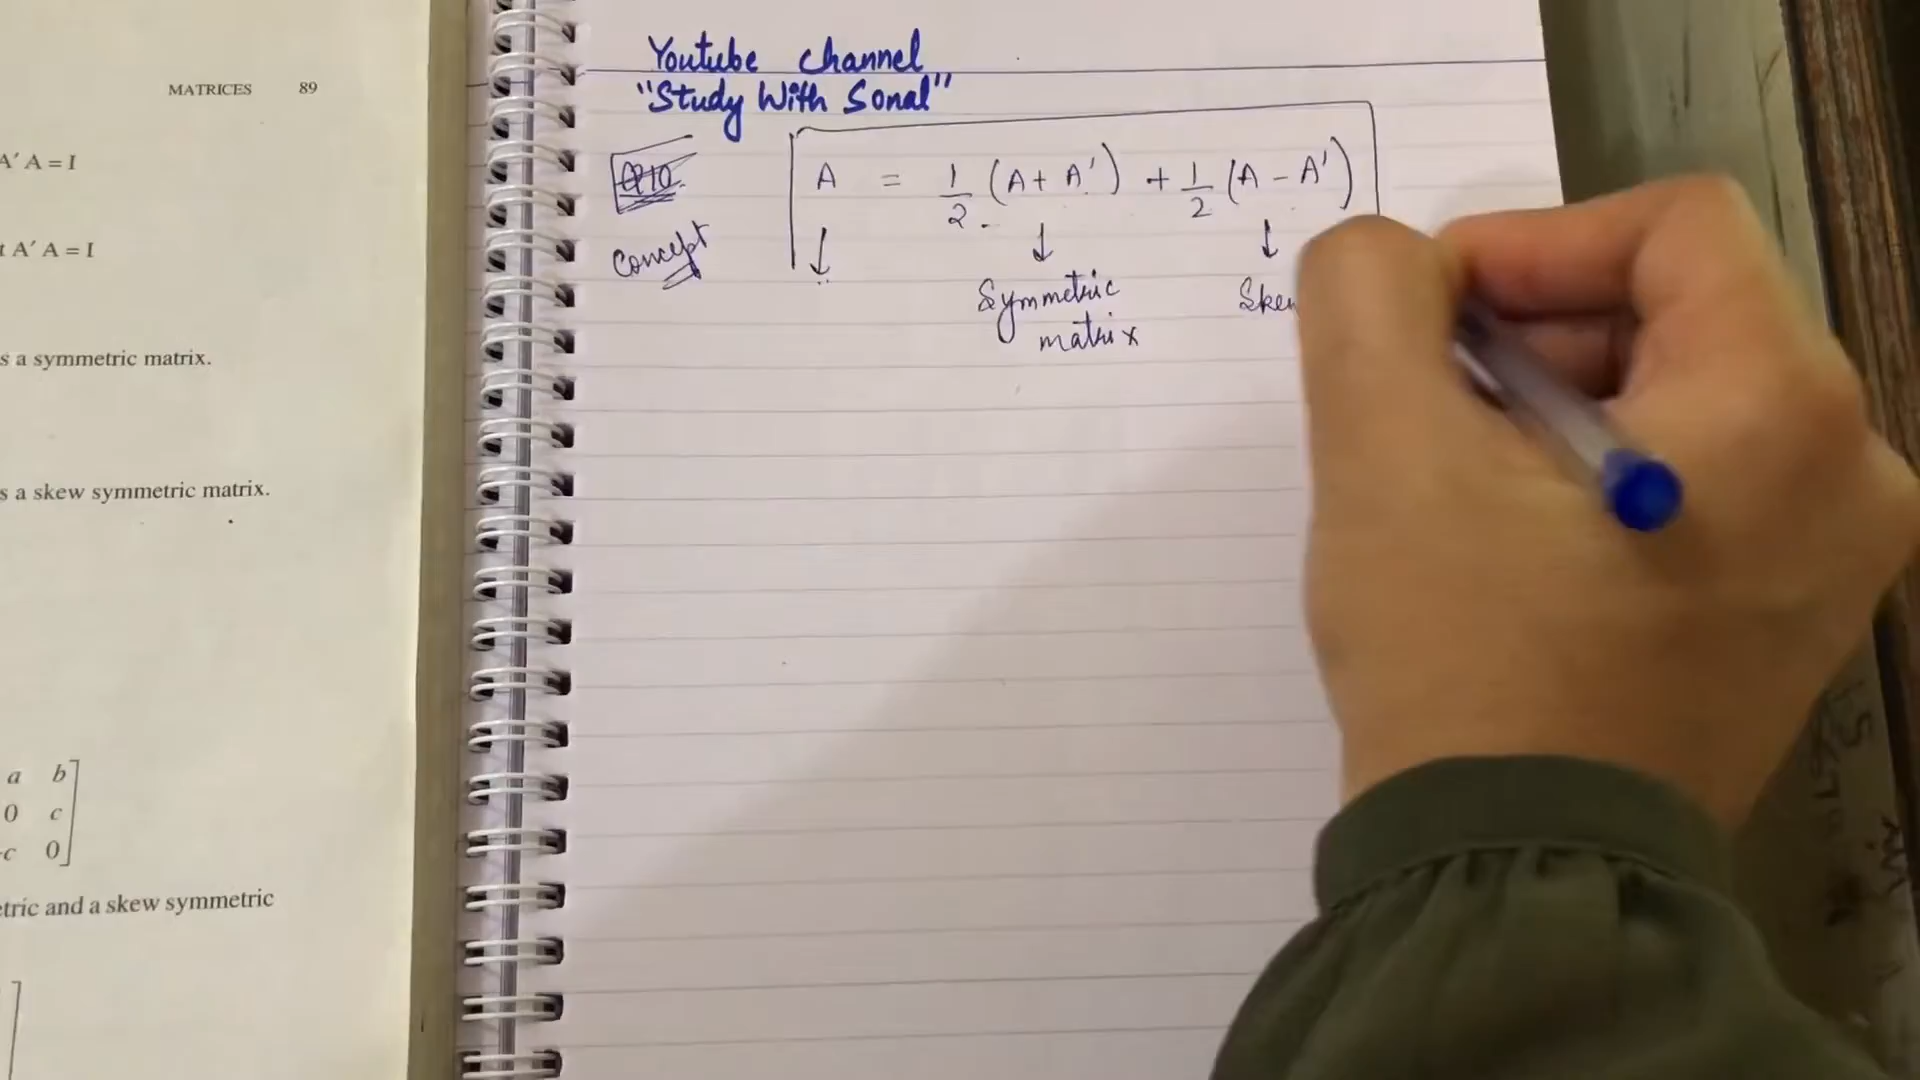 MATRICES 89
A′ A = I
t A′ A = I
s a symmetric matrix.
s a skew symmetric matrix.
a b
0 c
-c 0
etric and a skew symmetric
Youtube channel
"Study With Sonal"
Q10
A = 1/2 (A + A') + 1/2 (A - A')
Concept
Symmetric Skew
matrix